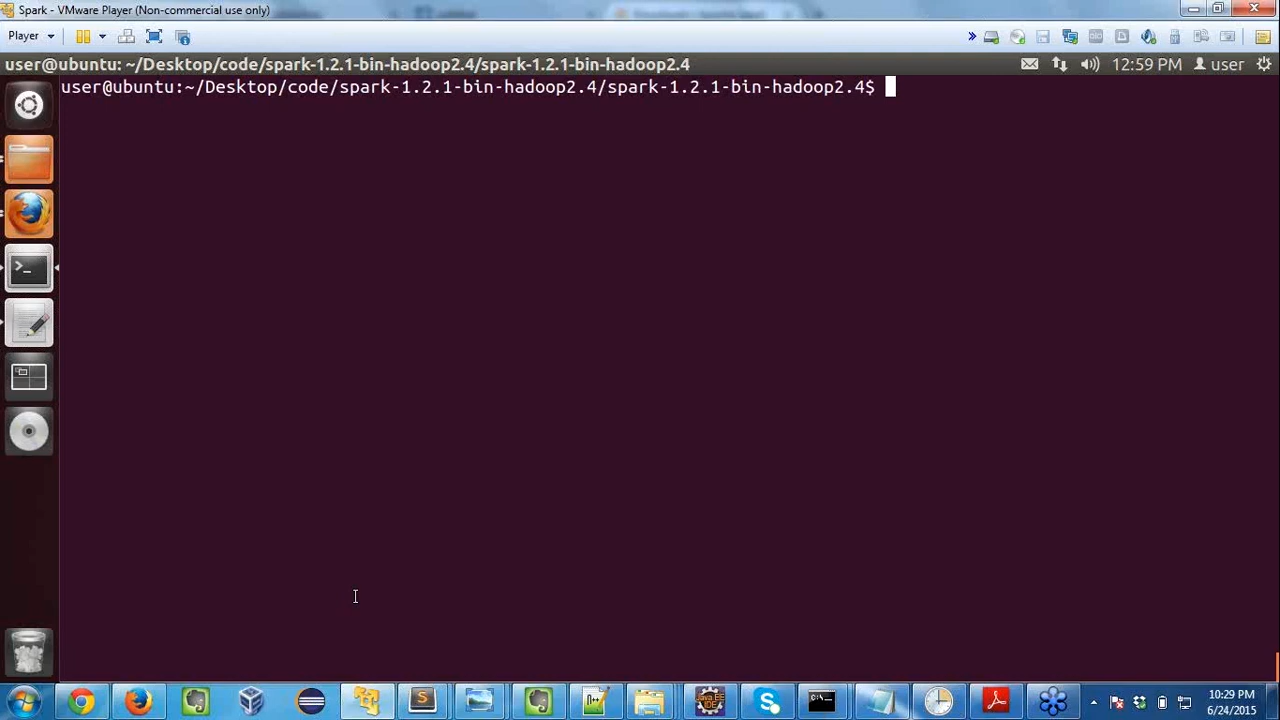 Spark - VMware Player (Non-commercial use only)
Player
user@ubuntu: ~/Desktop/code/spark-1.2.1-bin-hadoop2.4/spark-1.2.1-bin-hadoop2.4
12:59 PM
user
user@ubuntu:~/Desktop/code/spark-1.2.1-bin-hadoop2.4/spark-1.2.1-bin-hadoop2.4$
10:29 PM
6/24/2015